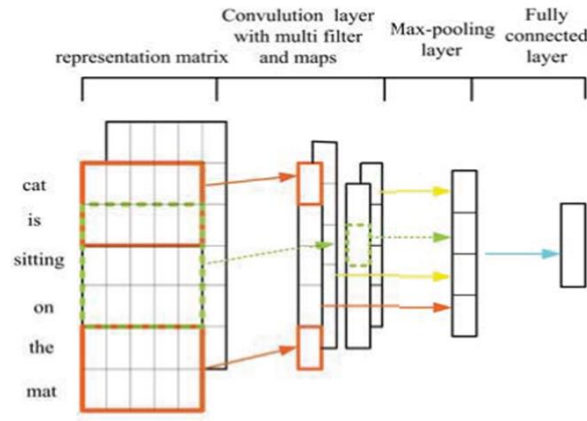 representation matrix
Convulution layer
with multi filter
and maps
Max-pooling
layer
Fully
connected
layer
cat
is
sitting
on
the
mat